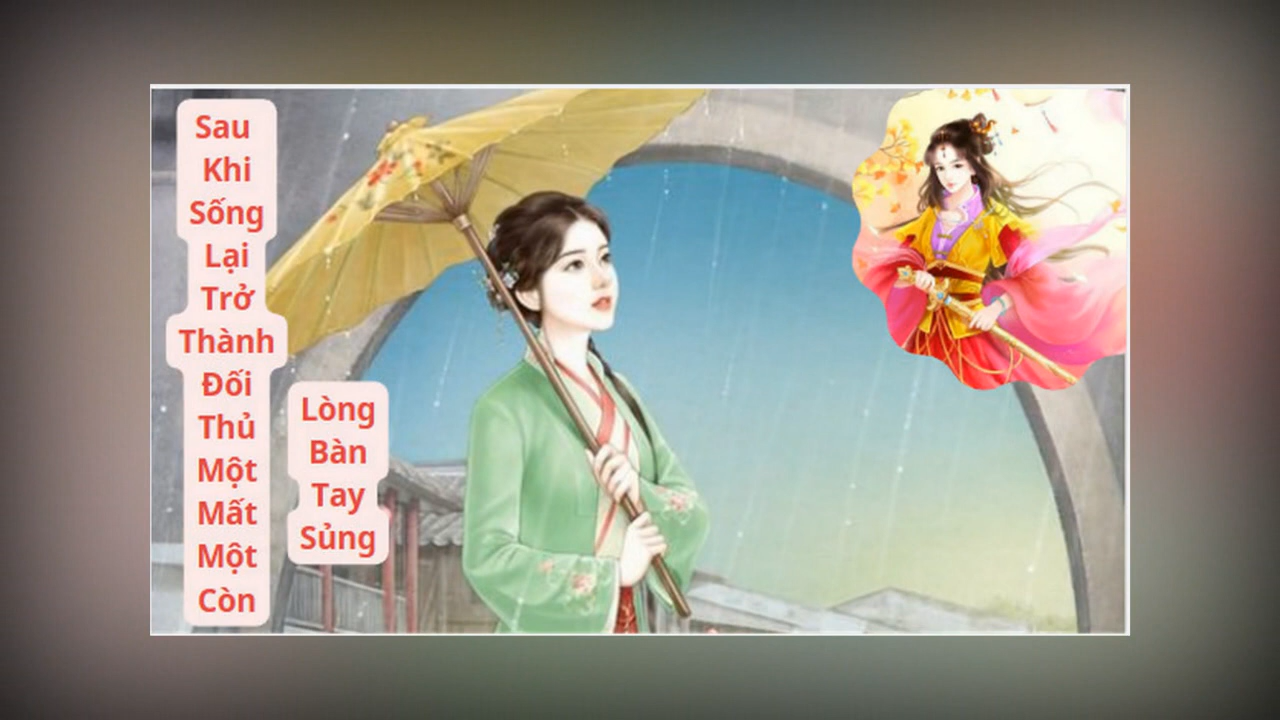 Sau
Khi
Sống
Lại
Trở
Thành
Đối
Thủ
Một
Mất
Một
Còn
Lòng
Bàn
Tay
Sủng